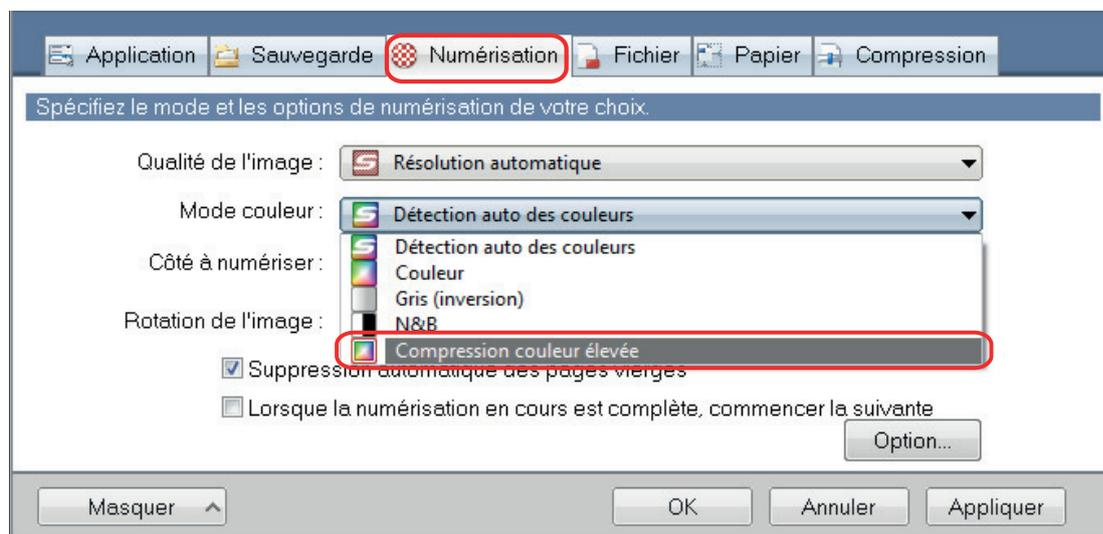 Application Sauvegarde Numérisation Fichier Papier Compression
Spécifiez le mode et les options de numérisation de votre choix.
Qualité de l'image : Résolution automatique
Mode couleur : Détection auto des couleurs
Détection auto des couleurs
Côté à numériser :
Couleur
Gris (inversion)
Rotation de l'image : N&B
Compression couleur élevée
Suppression automatique des pages vierges
Lorsque la numérisation en cours est complète, commencer la suivante
Option...
Masquer OK Annuler Appliquer